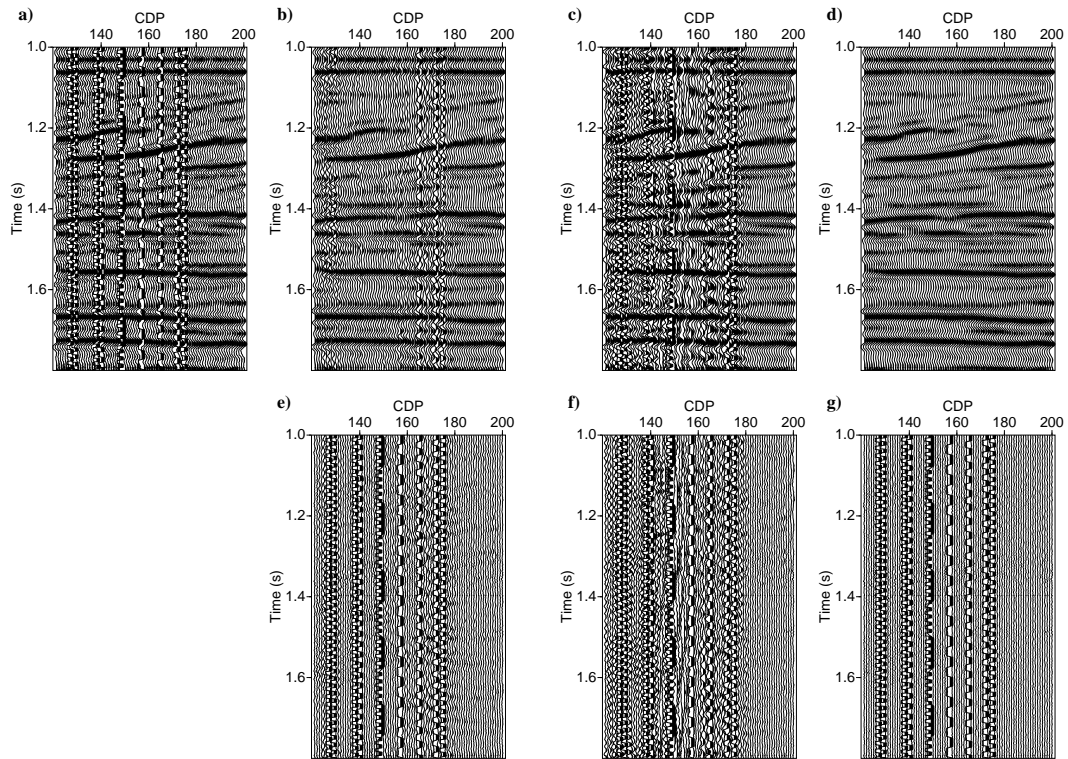 a) CDP b) CDP c) CDP d) CDP
140 160 180 200 140 160 180 200 140 160 180 200 140 160 180 200
1.0 1.0 1.0 1.0
1.2 1.2 1.2 1.2
Time (s) Time (s) Time (s) Time (s)
1.4 1.4 1.4 1.4
1.6 1.6 1.6 1.6
e) CDP f) CDP g) CDP
140 160 180 200 140 160 180 200 140 160 180 200
1.0 1.0 1.0
1.2 1.2 1.2
Time (s) Time (s) Time (s)
1.4 1.4 1.4
1.6 1.6 1.6